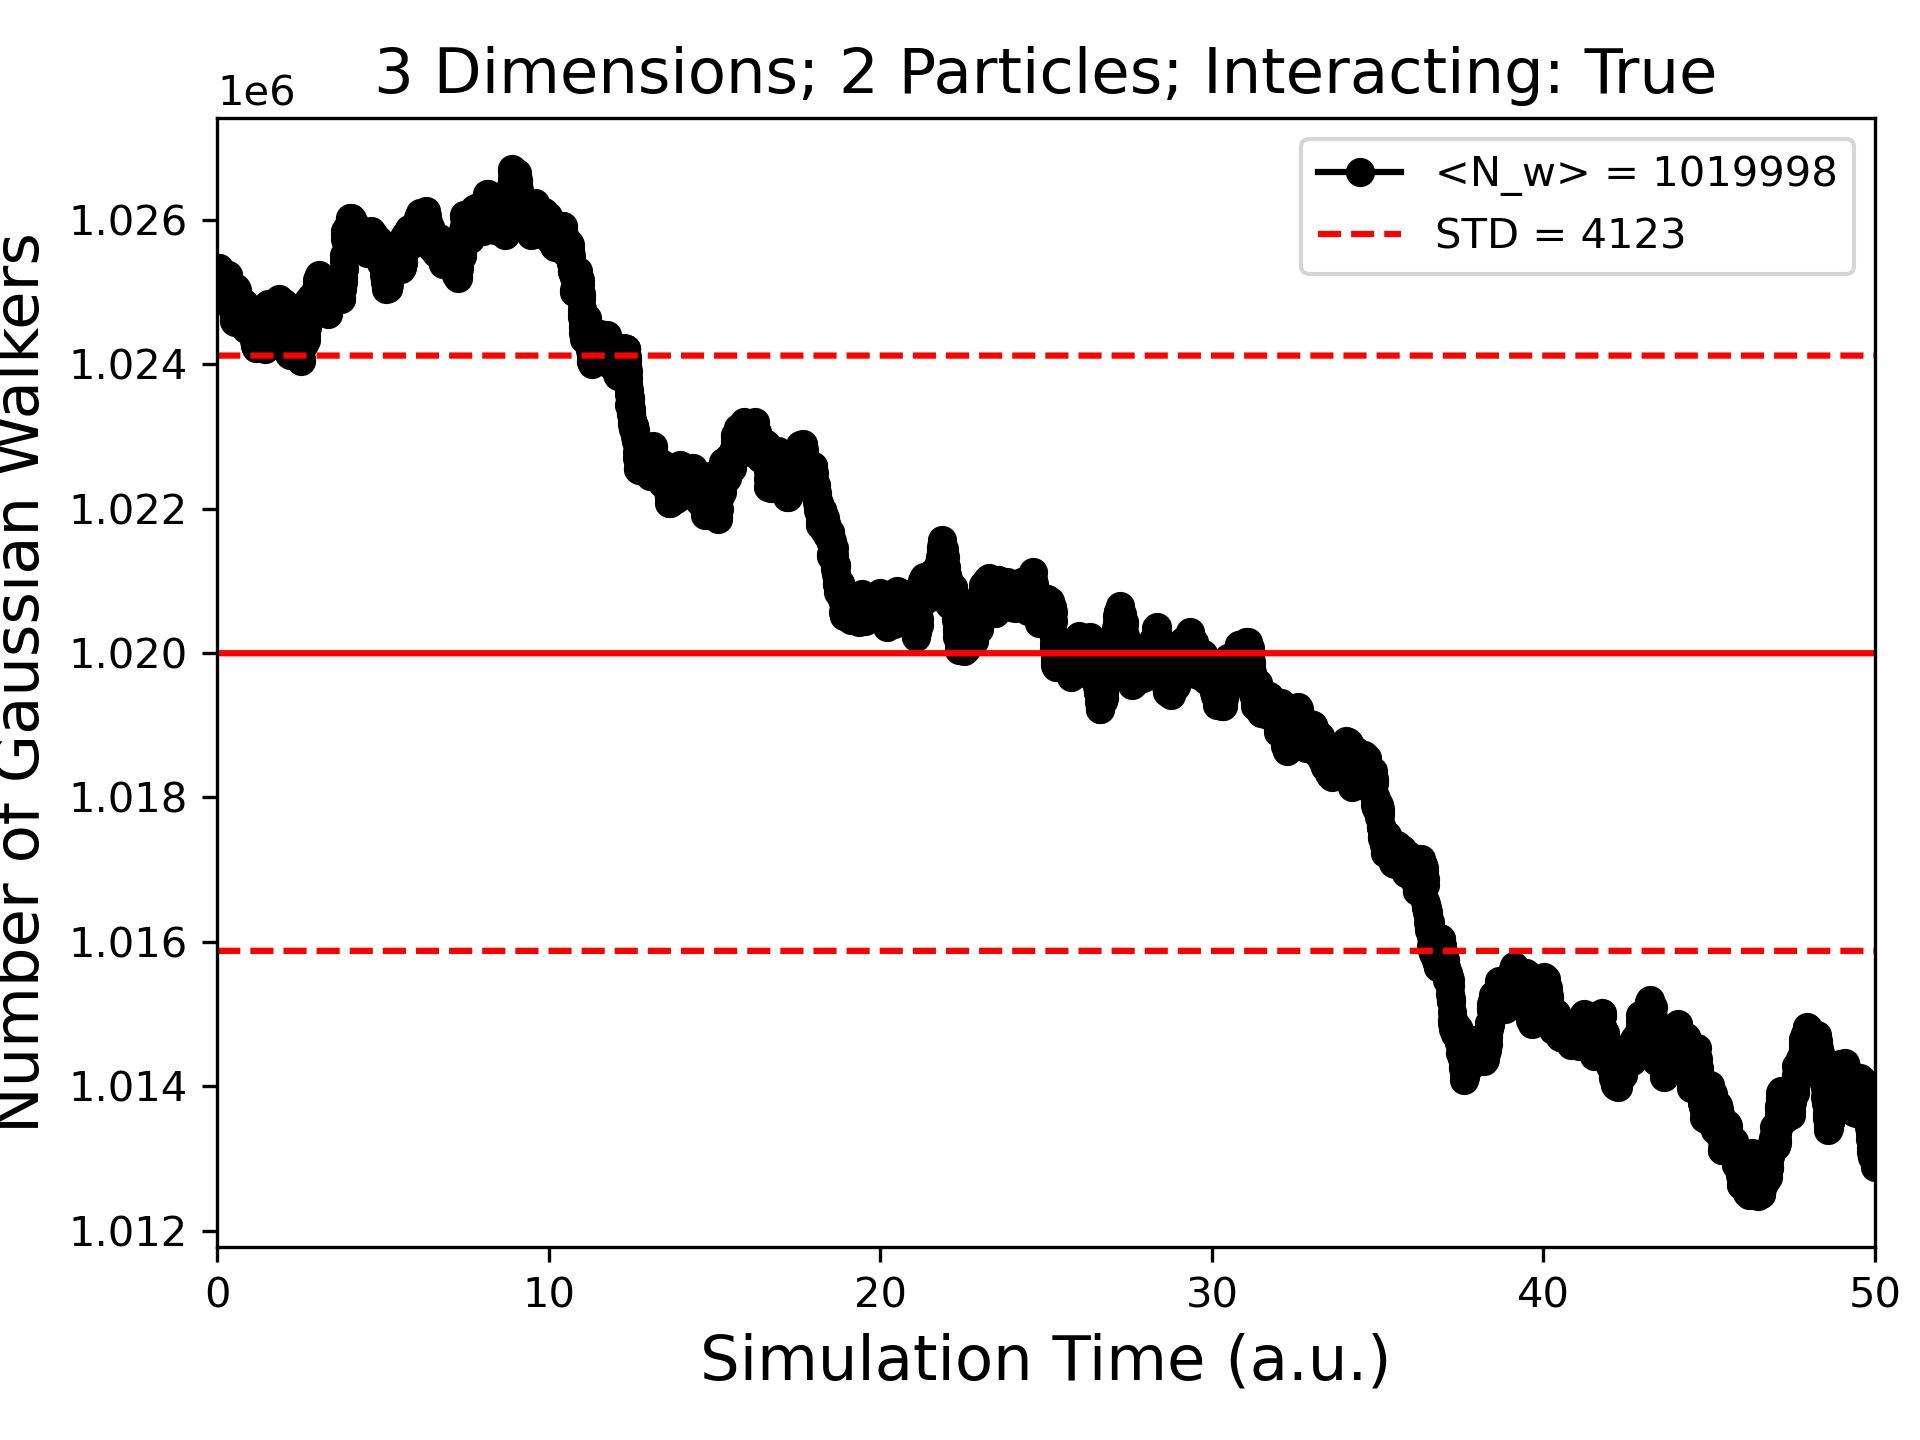 3 Dimensions; 2 Particles; Interacting: True
1e6
<N_w> = 1019998
STD = 4123
1.026
1.024
1.022
1.020
1.018
1.016
1.014
1.012
Number of Gaussian Walkers
0 10 20 30 40 50
Simulation Time (a.u.)